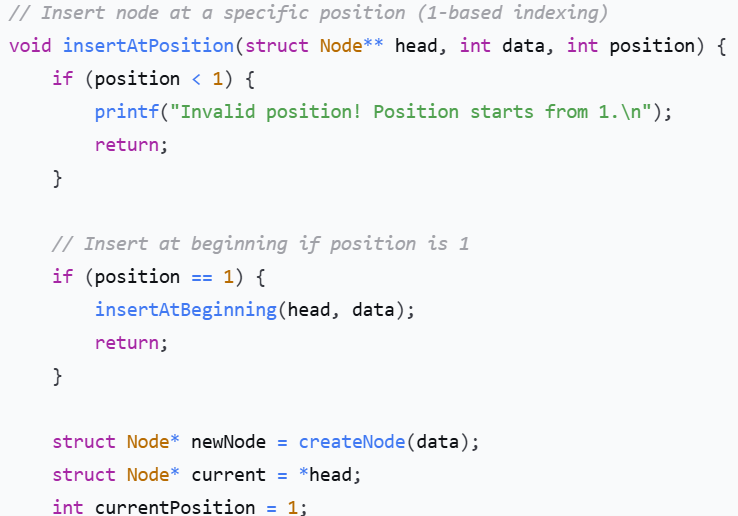 // Insert node at a specific position (1-based indexing)
void insertAtPosition(struct Node** head, int data, int position) {
    if (position < 1) {
        printf("Invalid position! Position starts from 1.\n");
        return;
    }

    // Insert at beginning if position is 1
    if (position == 1) {
        insertAtBeginning(head, data);
        return;
    }

    struct Node* newNode = createNode(data);
    struct Node* current = *head;
    int currentPosition = 1;